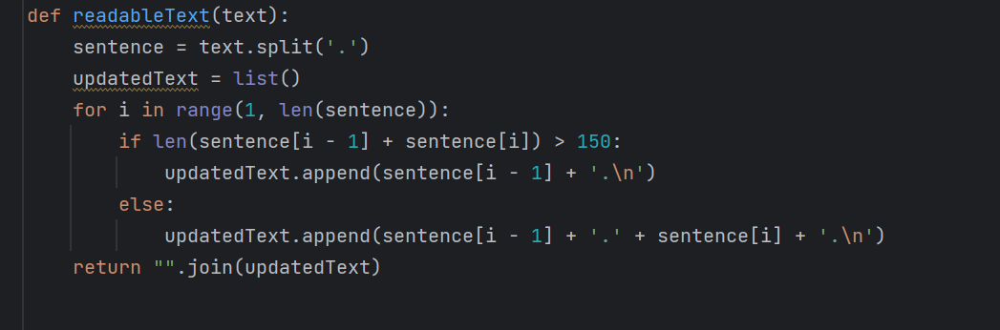 def readableText(text):
    sentence = text.split('.')
    updatedText = list()
    for i in range(1, len(sentence)):
        if len(sentence[i - 1] + sentence[i]) > 150:
            updatedText.append(sentence[i - 1] + '.\n')
        else:
            updatedText.append(sentence[i - 1] + '.' + sentence[i] + '.\n')
    return "".join(updatedText)